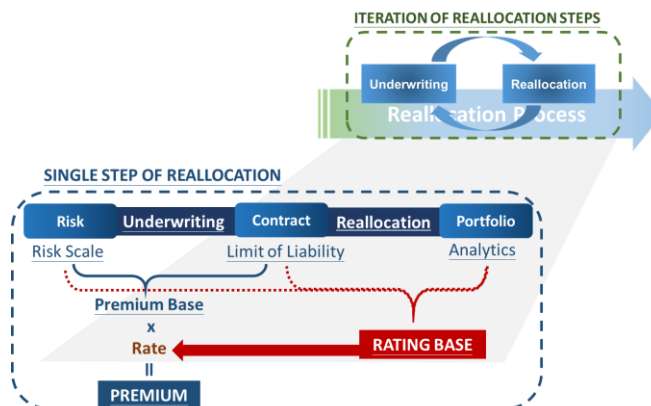 ITERATION OF REALLOCATION STEPS
Underwriting
Reallocation
Reallocation Process
SINGLE STEP OF REALLOCATION
Risk
Underwriting
Contract
Reallocation
Portfolio
Risk Scale
Limit of Liability
Analytics
Premium Base
x
Rate
RATING BASE
=
PREMIUM